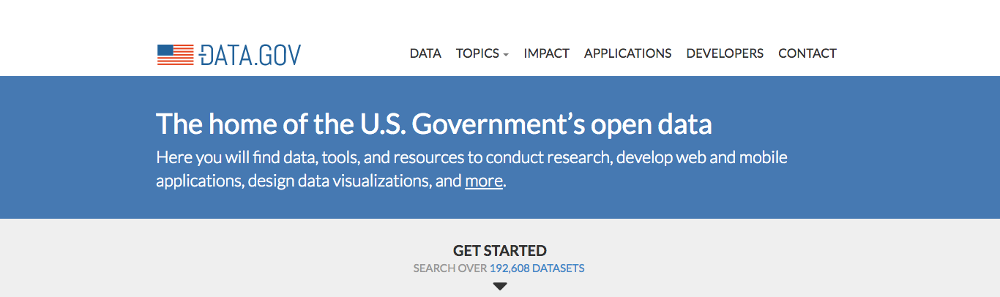 DATA.GOV
DATA TOPICS IMPACT APPLICATIONS DEVELOPERS CONTACT
The home of the U.S. Government’s open data
Here you will find data, tools, and resources to conduct research, develop web and mobile
applications, design data visualizations, and more.
GET STARTED
SEARCH OVER 192,608 DATASETS